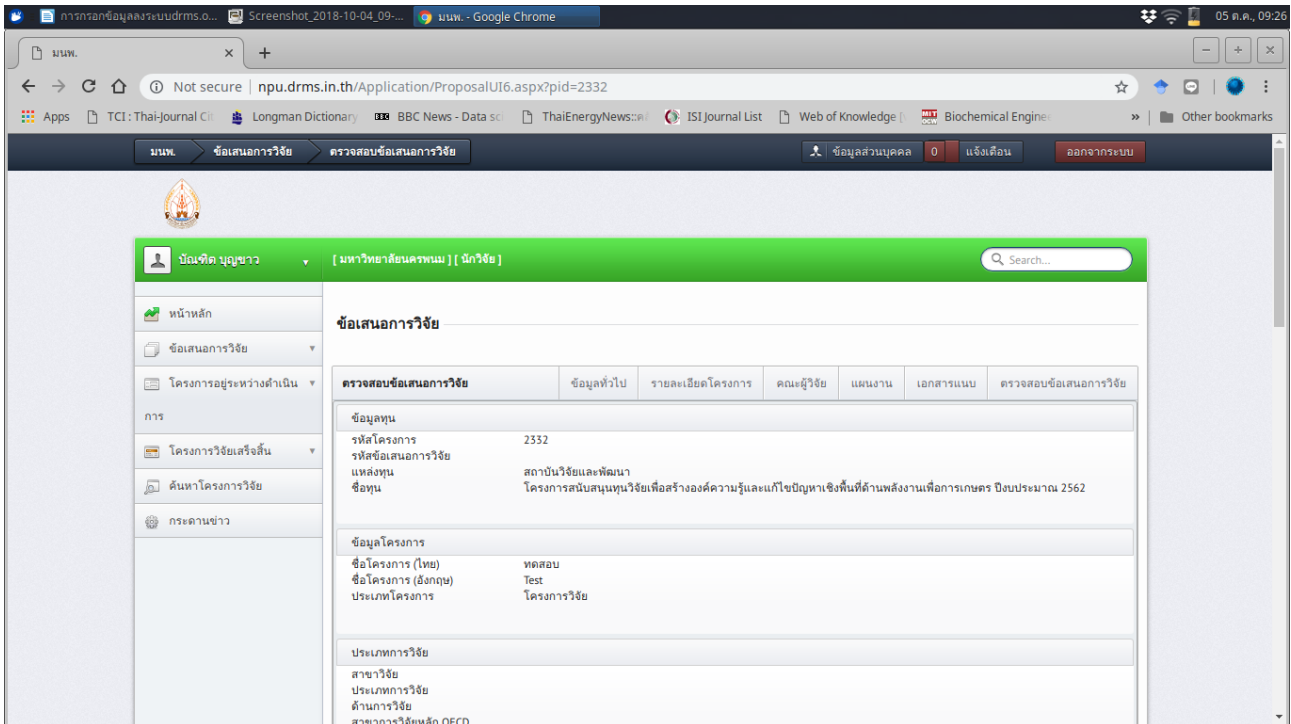 การกรอกข้อมูลลงระบบdrms.o... Screenshot_2018-10-04_09-... มนพ. - Google Chrome 05 ต.ค., 09:26
มนพ.
Not secure | npu.drms.in.th/Application/ProposalUI6.aspx?pid=2332
Apps TCI : Thai-Journal Cit Longman Dictionary BBC News - Data sci ThaiEnergyNews::คล ISI Journal List Web of Knowledge [ MIT OCW Biochemical Enginee » Other bookmarks
มนพ. ข้อเสนอการวิจัย ตรวจสอบข้อเสนอการวิจัย ข้อมูลส่วนบุคคล 0 แจ้งเตือน ออกจากระบบ
บัณฑิต บุญขาว [ มหาวิทยาลัยนครพนม ] [ นักวิจัย ] Search...
หน้าหลัก
ข้อเสนอการวิจัย
โครงการอยู่ระหว่างดำเนิน
การ
โครงการวิจัยเสร็จสิ้น
ค้นหาโครงการวิจัย
กระดานข่าว
ข้อเสนอการวิจัย
ตรวจสอบข้อเสนอการวิจัย ข้อมูลทั่วไป รายละเอียดโครงการ คณะผู้วิจัย แผนงาน เอกสารแนบ ตรวจสอบข้อเสนอการวิจัย
ข้อมูลทุน
รหัสโครงการ 2332
รหัสข้อเสนอการวิจัย
แหล่งทุน สถาบันวิจัยและพัฒนา
ชื่อทุน โครงการสนับสนุนทุนวิจัยเพื่อสร้างองค์ความรู้และแก้ไขปัญหาเชิงพื้นที่ด้านพลังงานเพื่อการเกษตร ปีงบประมาณ 2562
ข้อมูลโครงการ
ชื่อโครงการ (ไทย) ทดสอบ
ชื่อโครงการ (อังกฤษ) Test
ประเภทโครงการ โครงการวิจัย
ประเภทการวิจัย
สาขาวิจัย
ประเภทการวิจัย
ด้านการวิจัย
สาขาการวิจัยหลัก OECD